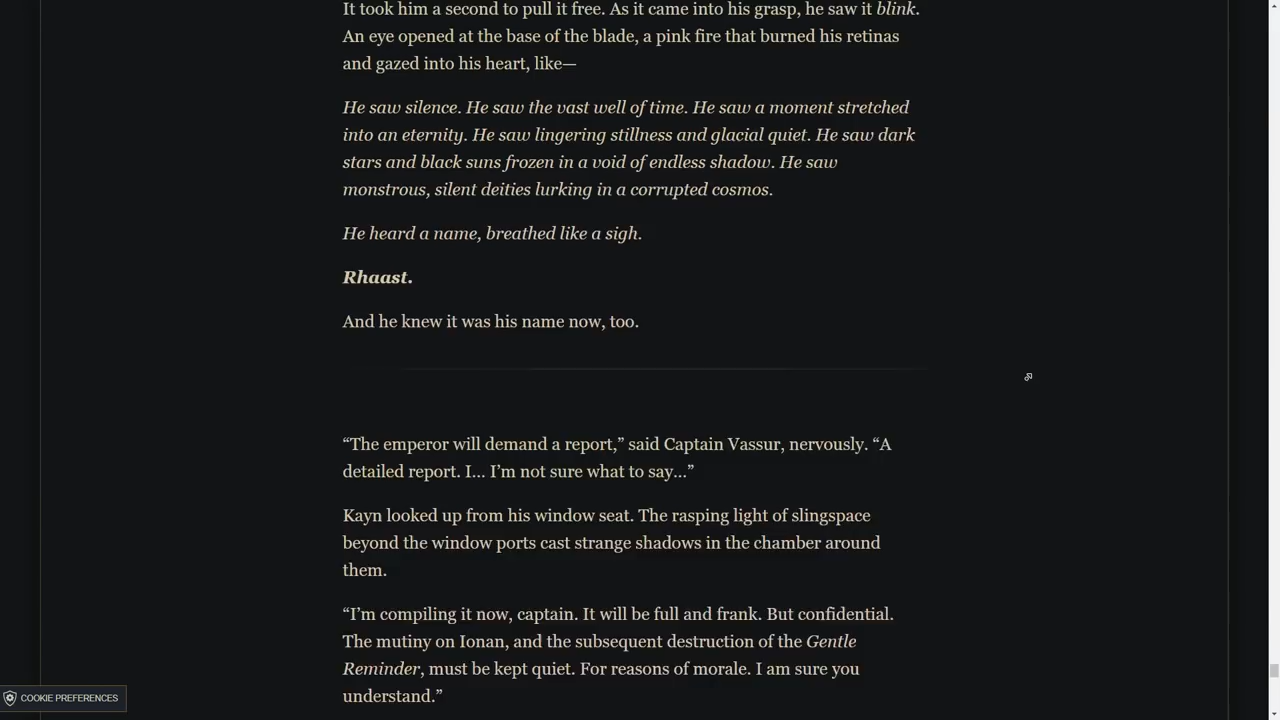 It took him a second to pull it free. As it came into his grasp, he saw it blink.
An eye opened at the base of the blade, a pink fire that burned his retinas
and gazed into his heart, like—
He saw silence. He saw the vast well of time. He saw a moment stretched
into an eternity. He saw lingering stillness and glacial quiet. He saw dark
stars and black suns frozen in a void of endless shadow. He saw
monstrous, silent deities lurking in a corrupted cosmos.
He heard a name, breathed like a sigh.
Rhaast.
And he knew it was his name now, too.
“The emperor will demand a report,” said Captain Vassur, nervously. “A
detailed report. I... I’m not sure what to say...”
Kayn looked up from his window seat. The rasping light of slingspace
beyond the window ports cast strange shadows in the chamber around
them.
“I’m compiling it now, captain. It will be full and frank. But confidential.
The mutiny on Ionan, and the subsequent destruction of the Gentle
Reminder, must be kept quiet. For reasons of morale. I am sure you
understand.”
COOKIE PREFERENCES